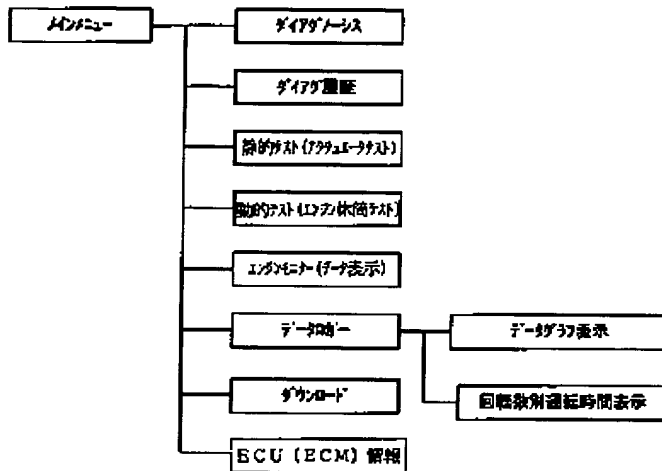 メインメニュー
ダイアグノーシス
ダイアグ履歴
静的テスト(アクチュエータテスト)
動的テスト(エンジン休筒テスト)
エンジンモニター(データ表示)
データロガー
データグラフ表示
ダウンロード
回転数別運転時間表示
ECU(ECM)情報